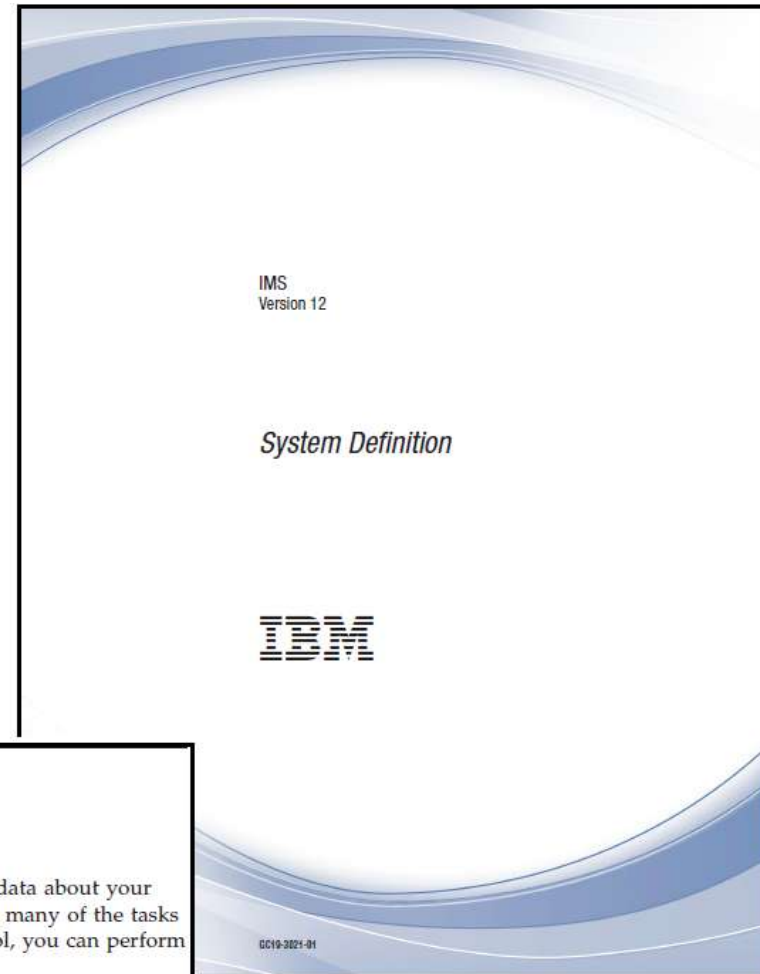 IMS
Version 12
System Definition
IBM
data about your
many of the tasks
ol, you can perform
GC19-3021-01